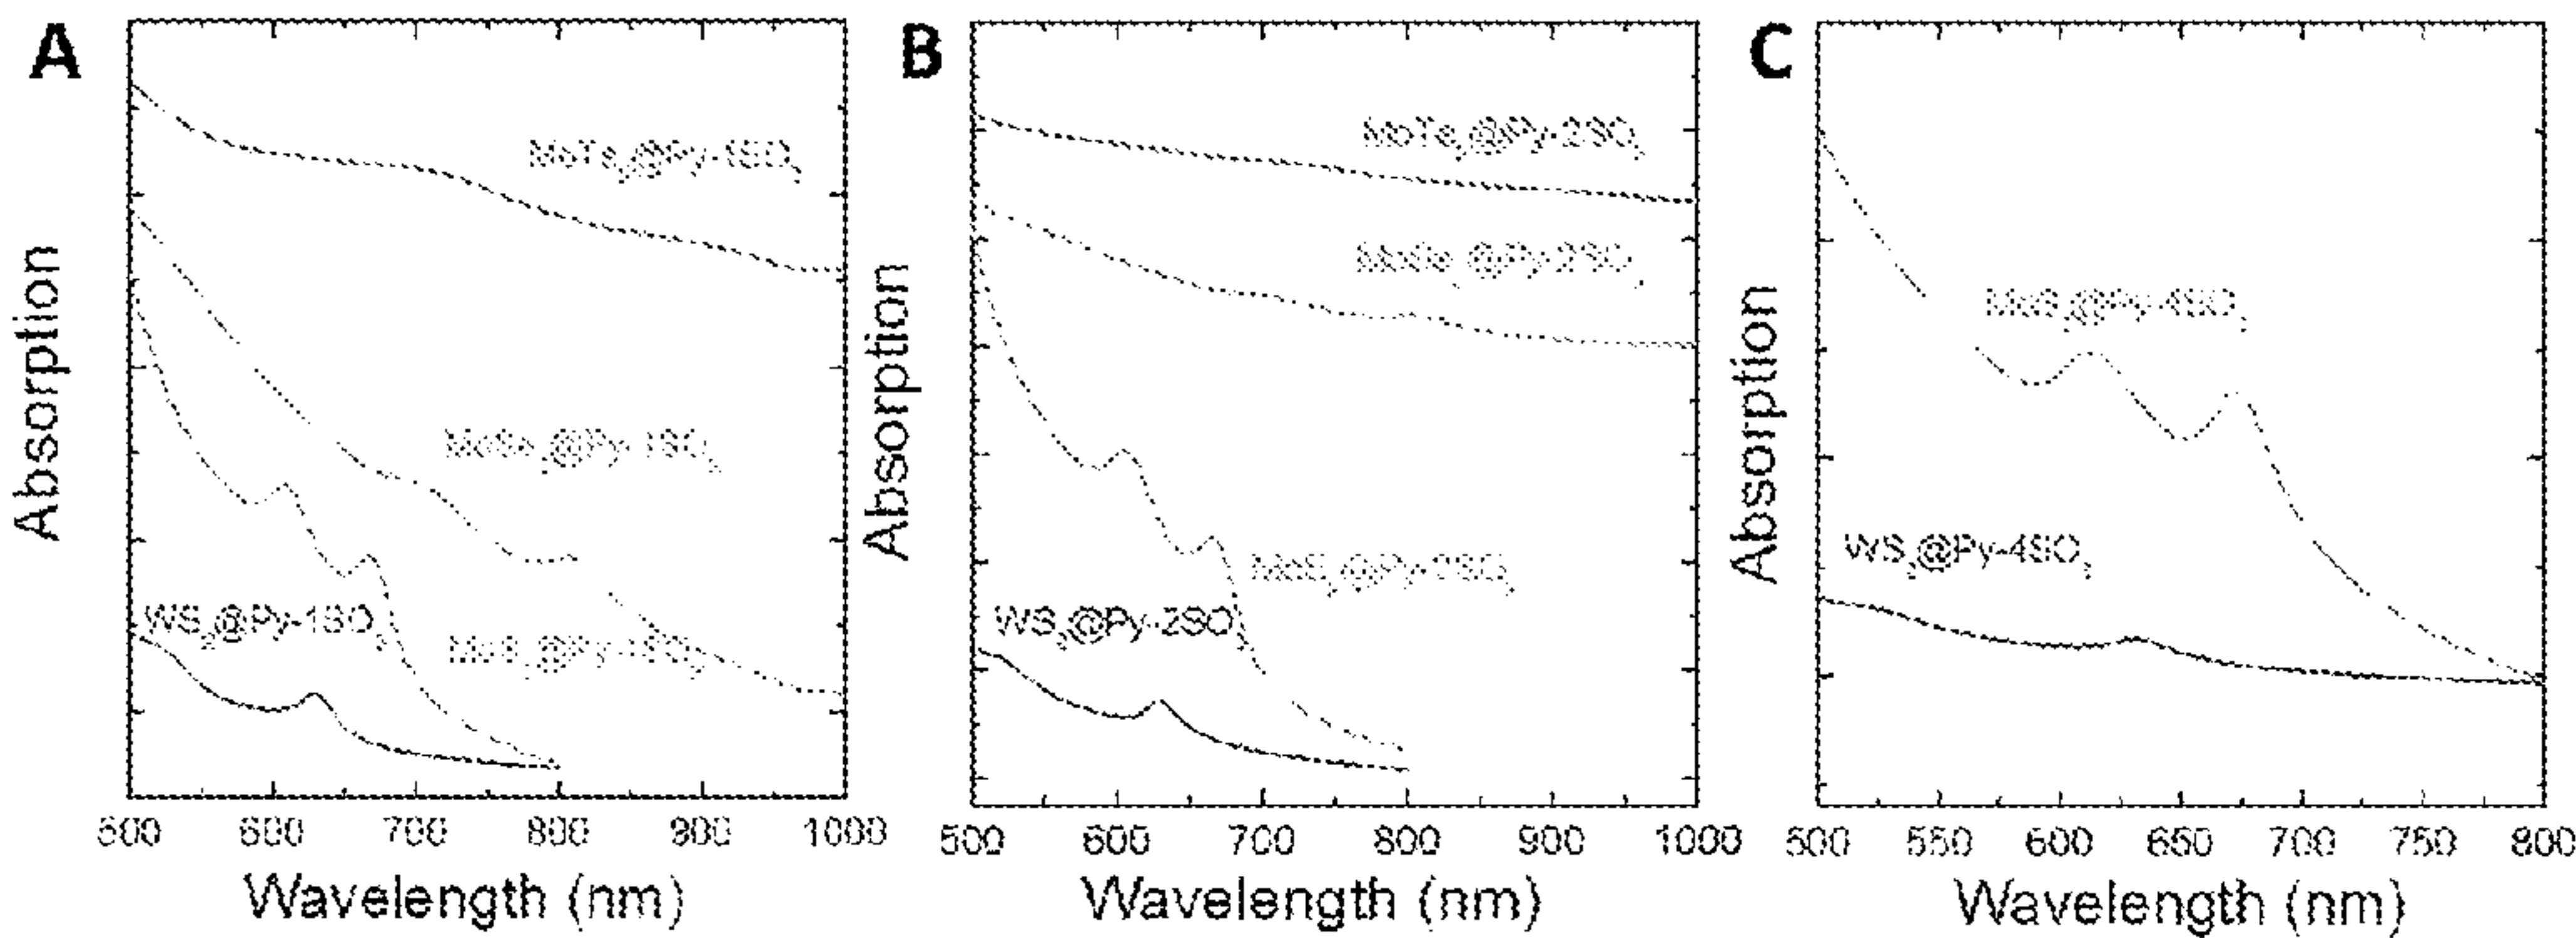 A
Absorption
MoTe2@Py-1SO3
MoSe2@Py-1SO3
WS2@Py-1SO3
MoS2@Py-1SO3
500 600 700 800 900 1000
Wavelength (nm)
B
Absorption
MoTe2@Py-2SO3
MoSe2@Py-2SO3
MoS2@Py-2SO3
WS2@Py-2SO3
500 600 700 800 900 1000
Wavelength (nm)
C
Absorption
MoS2@Py-4SO3
WS2@Py-4SO3
500 550 600 650 700 750 800
Wavelength (nm)